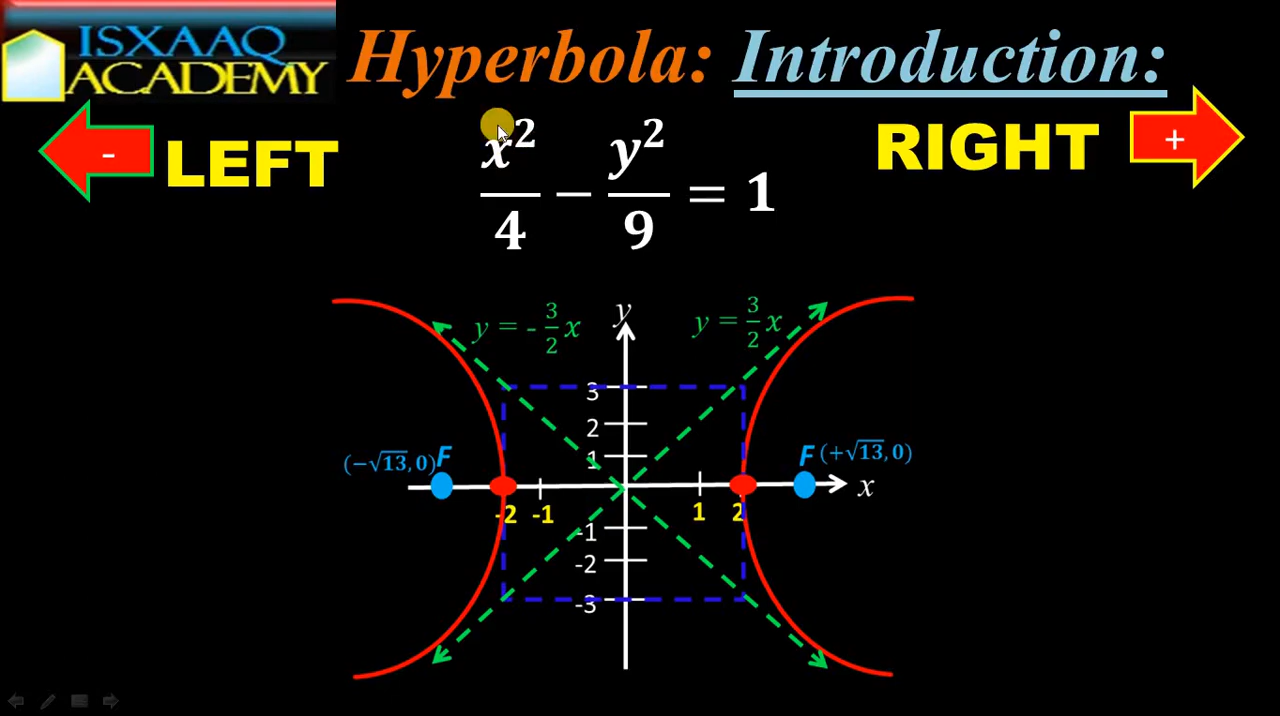 ISXAAQ
ACADEMY
Hyperbola: Introduction:
- LEFT
RIGHT +
x²/4 − y²/9 = 1
y = - 3/2 x
y
y = 3/2 x
3
2
1
(−√13, 0) F
F (+√13, 0)
x
-2 -1 1 2
-1
-2
-3